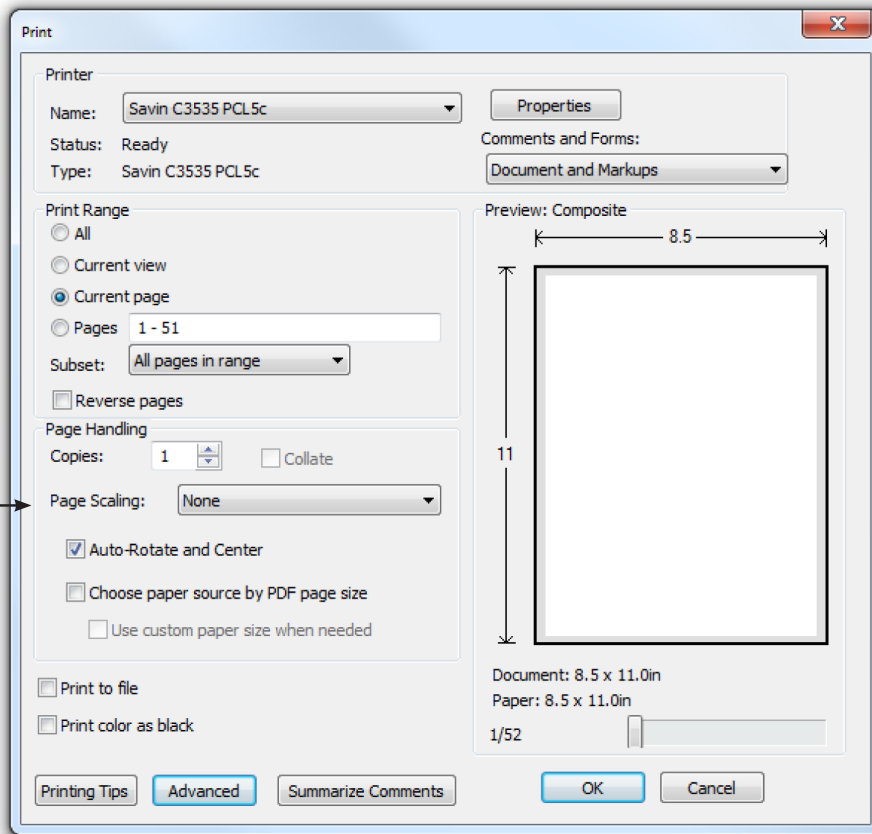 Print
Printer
Name: Savin C3535 PCL5c Properties
Status: Ready Comments and Forms:
Type: Savin C3535 PCL5c Document and Markups
Print Range
All
Current view
Current page
Pages 1 - 51
Subset: All pages in range
Reverse pages
Page Handling
Copies: 1 Collate
Page Scaling: None
Auto-Rotate and Center
Choose paper source by PDF page size
Use custom paper size when needed
Print to file
Print color as black
Preview: Composite
8.5
11
Document: 8.5 x 11.0in
Paper: 8.5 x 11.0in
1/52
Printing Tips Advanced Summarize Comments OK Cancel